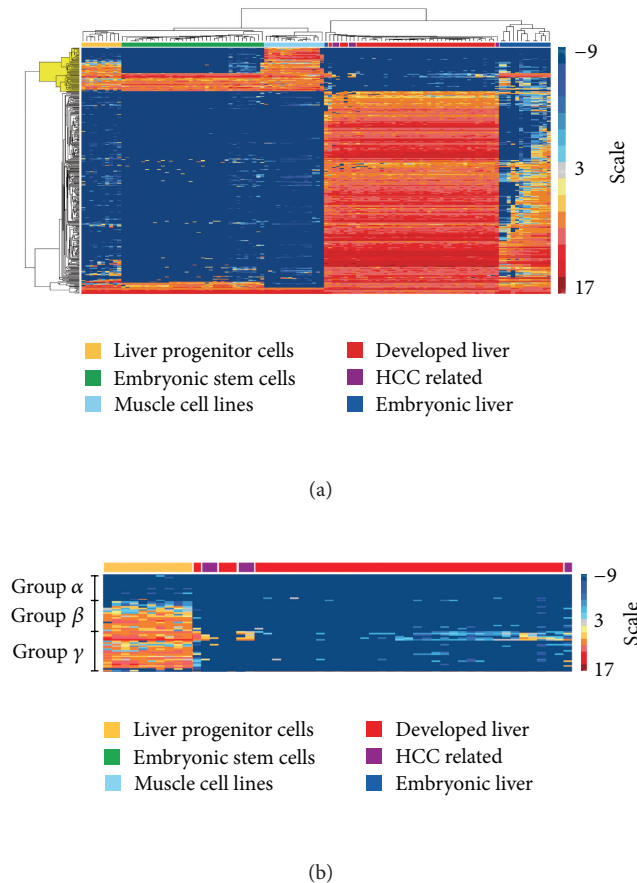 −9
3
17
Scale
Liver progenitor cells
Embryonic stem cells
Muscle cell lines
Developed liver
HCC related
Embryonic liver
(a)
Group α
Group β
Group γ
−9
3
17
Scale
Liver progenitor cells
Embryonic stem cells
Muscle cell lines
Developed liver
HCC related
Embryonic liver
(b)